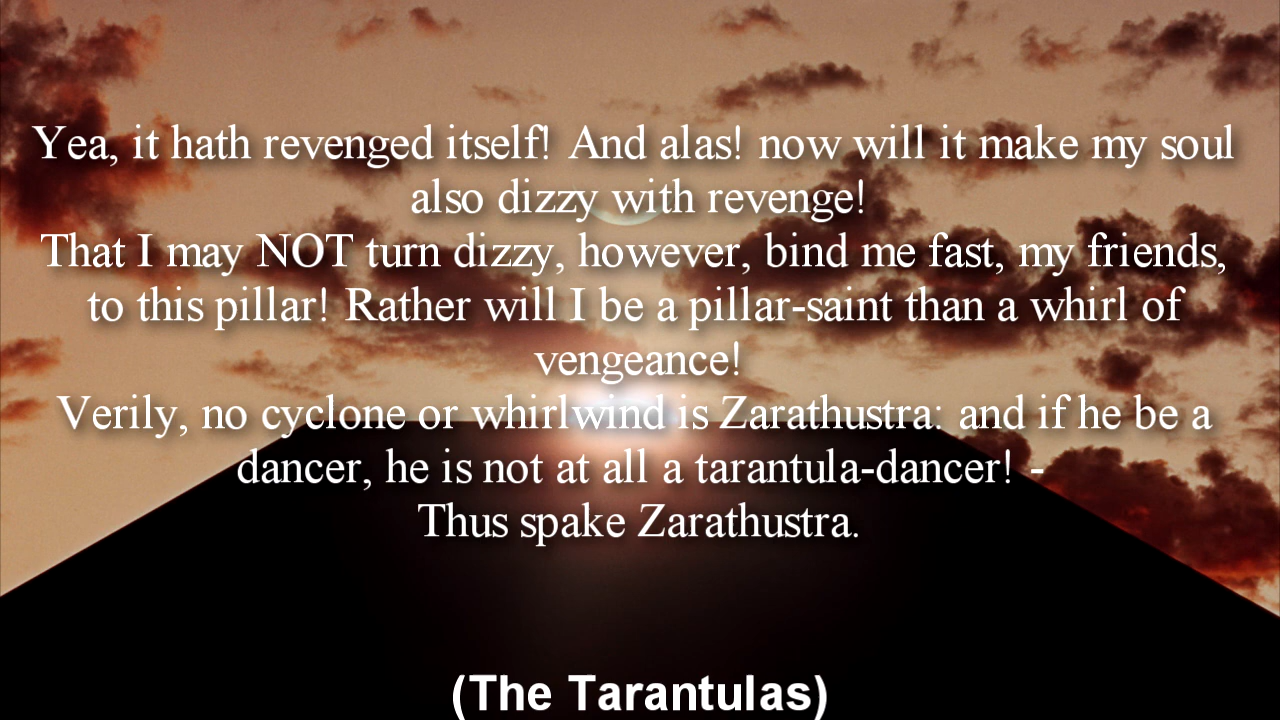 Yea, it hath revenged itself! And alas! now will it make my soul
also dizzy with revenge!
That I may NOT turn dizzy, however, bind me fast, my friends,
to this pillar! Rather will I be a pillar-saint than a whirl of
vengeance!
Verily, no cyclone or whirlwind is Zarathustra: and if he be a
dancer, he is not at all a tarantula-dancer! -
Thus spake Zarathustra.
(The Tarantulas)